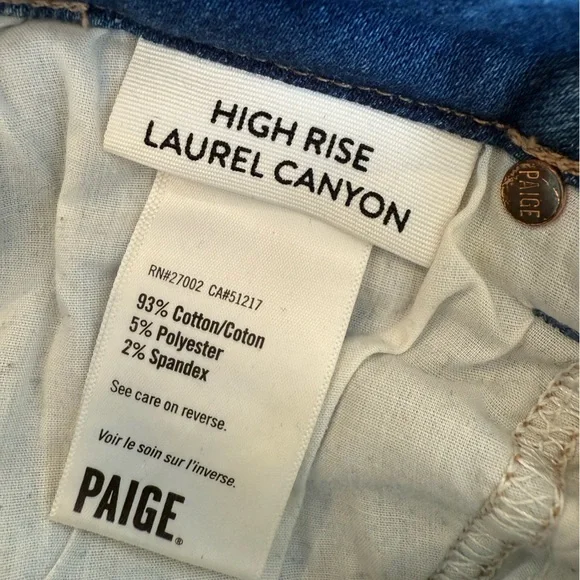 HIGH RISE
LAUREL CANYON
PAIGE
RN#27002 CA#51217
93% Cotton/Coton
5% Polyester
2% Spandex
See care on reverse.
Voir le soin sur l'inverse.
PAIGE®